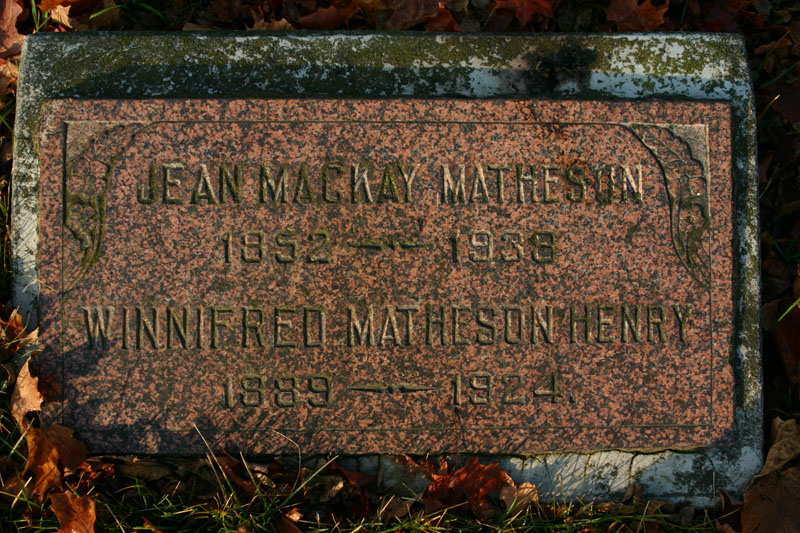 JEAN MACKAY MATHESON
1852 — 1938
WINNIFRED MATHESON HENRY
1889 — 1924.